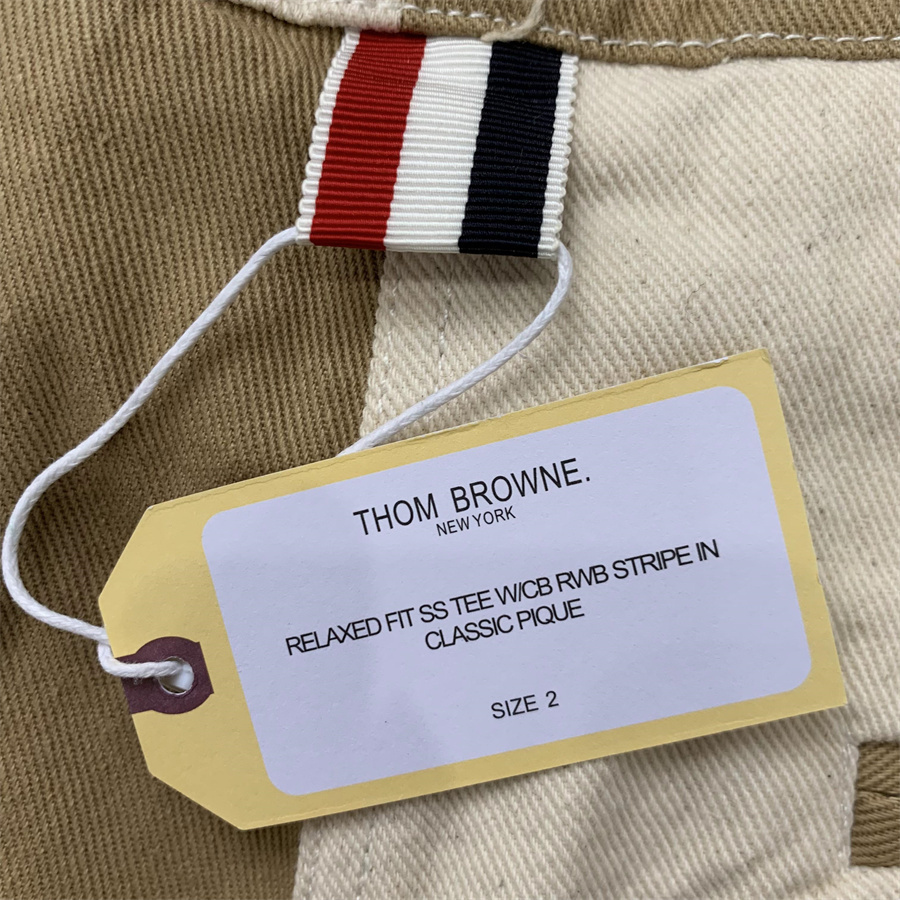 THOM BROWNE.
NEW YORK
RELAXED FIT SS TEE W/CB RWB STRIPE IN
CLASSIC PIQUE
SIZE 2